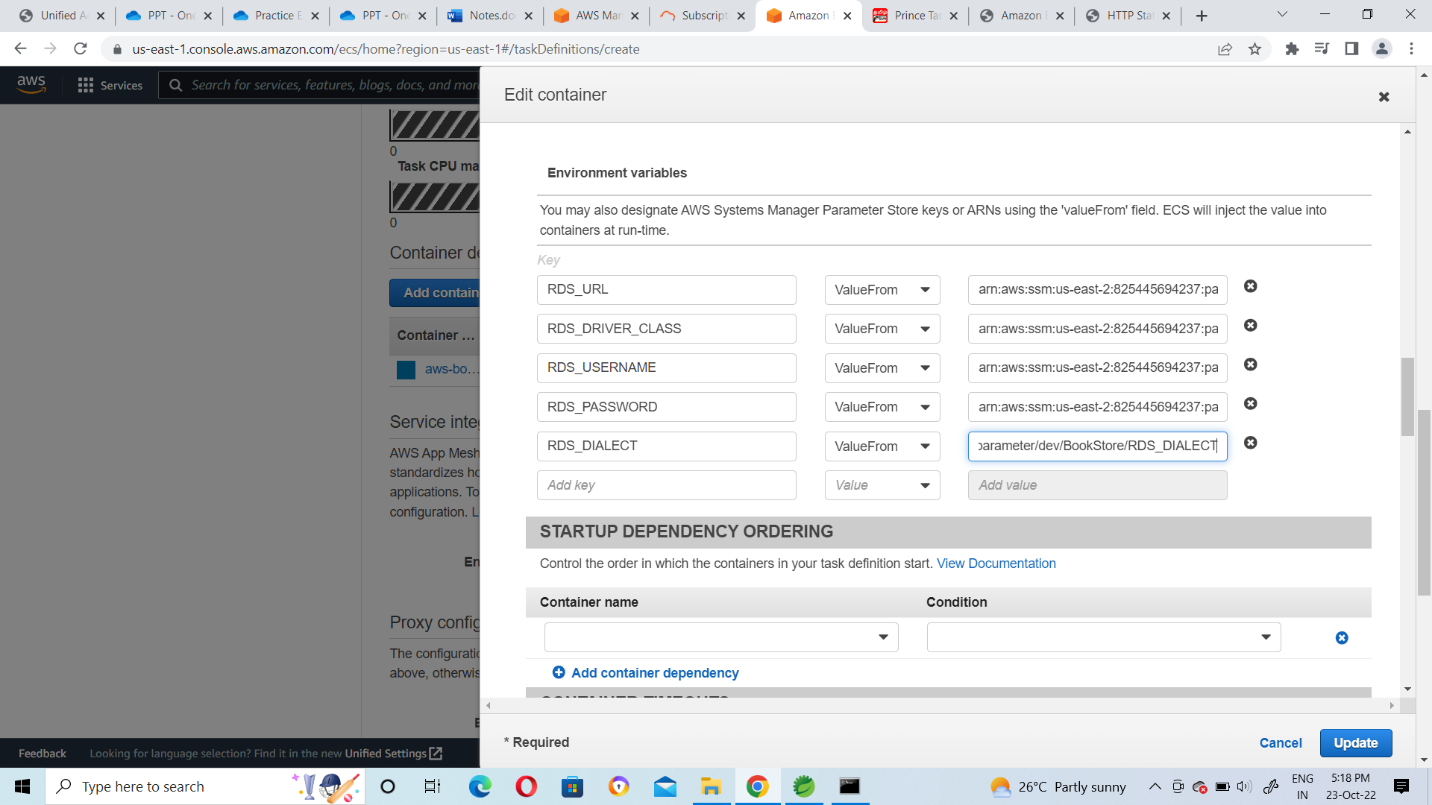 Unified A
PPT - On
Practice E
PPT - On
Notes.do
AWS Mar
Subscript
Amazon
Prince Ta
Amazon
HTTP Sta
us-east-1.console.aws.amazon.com/ecs/home?region=us-east-1#/taskDefinitions/create
aws
Services
Search for services, features, blogs, docs, and mor
0
Task CPU ma
0
Container de
Add contain
Container ...
aws-bo...
Service inte
AWS App Mesh
standardizes ho
applications. To
configuration. L
En
Proxy config
The configuratio
above, otherwis
E
Edit container
Environment variables
You may also designate AWS Systems Manager Parameter Store keys or ARNs using the 'valueFrom' field. ECS will inject the value into
containers at run-time.
Key
RDS_URL ValueFrom arn:aws:ssm:us-east-2:825445694237:pa
RDS_DRIVER_CLASS ValueFrom arn:aws:ssm:us-east-2:825445694237:pa
RDS_USERNAME ValueFrom arn:aws:ssm:us-east-2:825445694237:pa
RDS_PASSWORD ValueFrom arn:aws:ssm:us-east-2:825445694237:pa
RDS_DIALECT ValueFrom parameter/dev/BookStore/RDS_DIALECT
Add key Value Add value
STARTUP DEPENDENCY ORDERING
Control the order in which the containers in your task definition start. View Documentation
Container name Condition
Add container dependency
CONTAINER TIMEOUTS
* Required
Cancel Update
Feedback Looking for language selection? Find it in the new Unified Settings
Type here to search
26°C Partly sunny
ENG
IN
5:18 PM
23-Oct-22